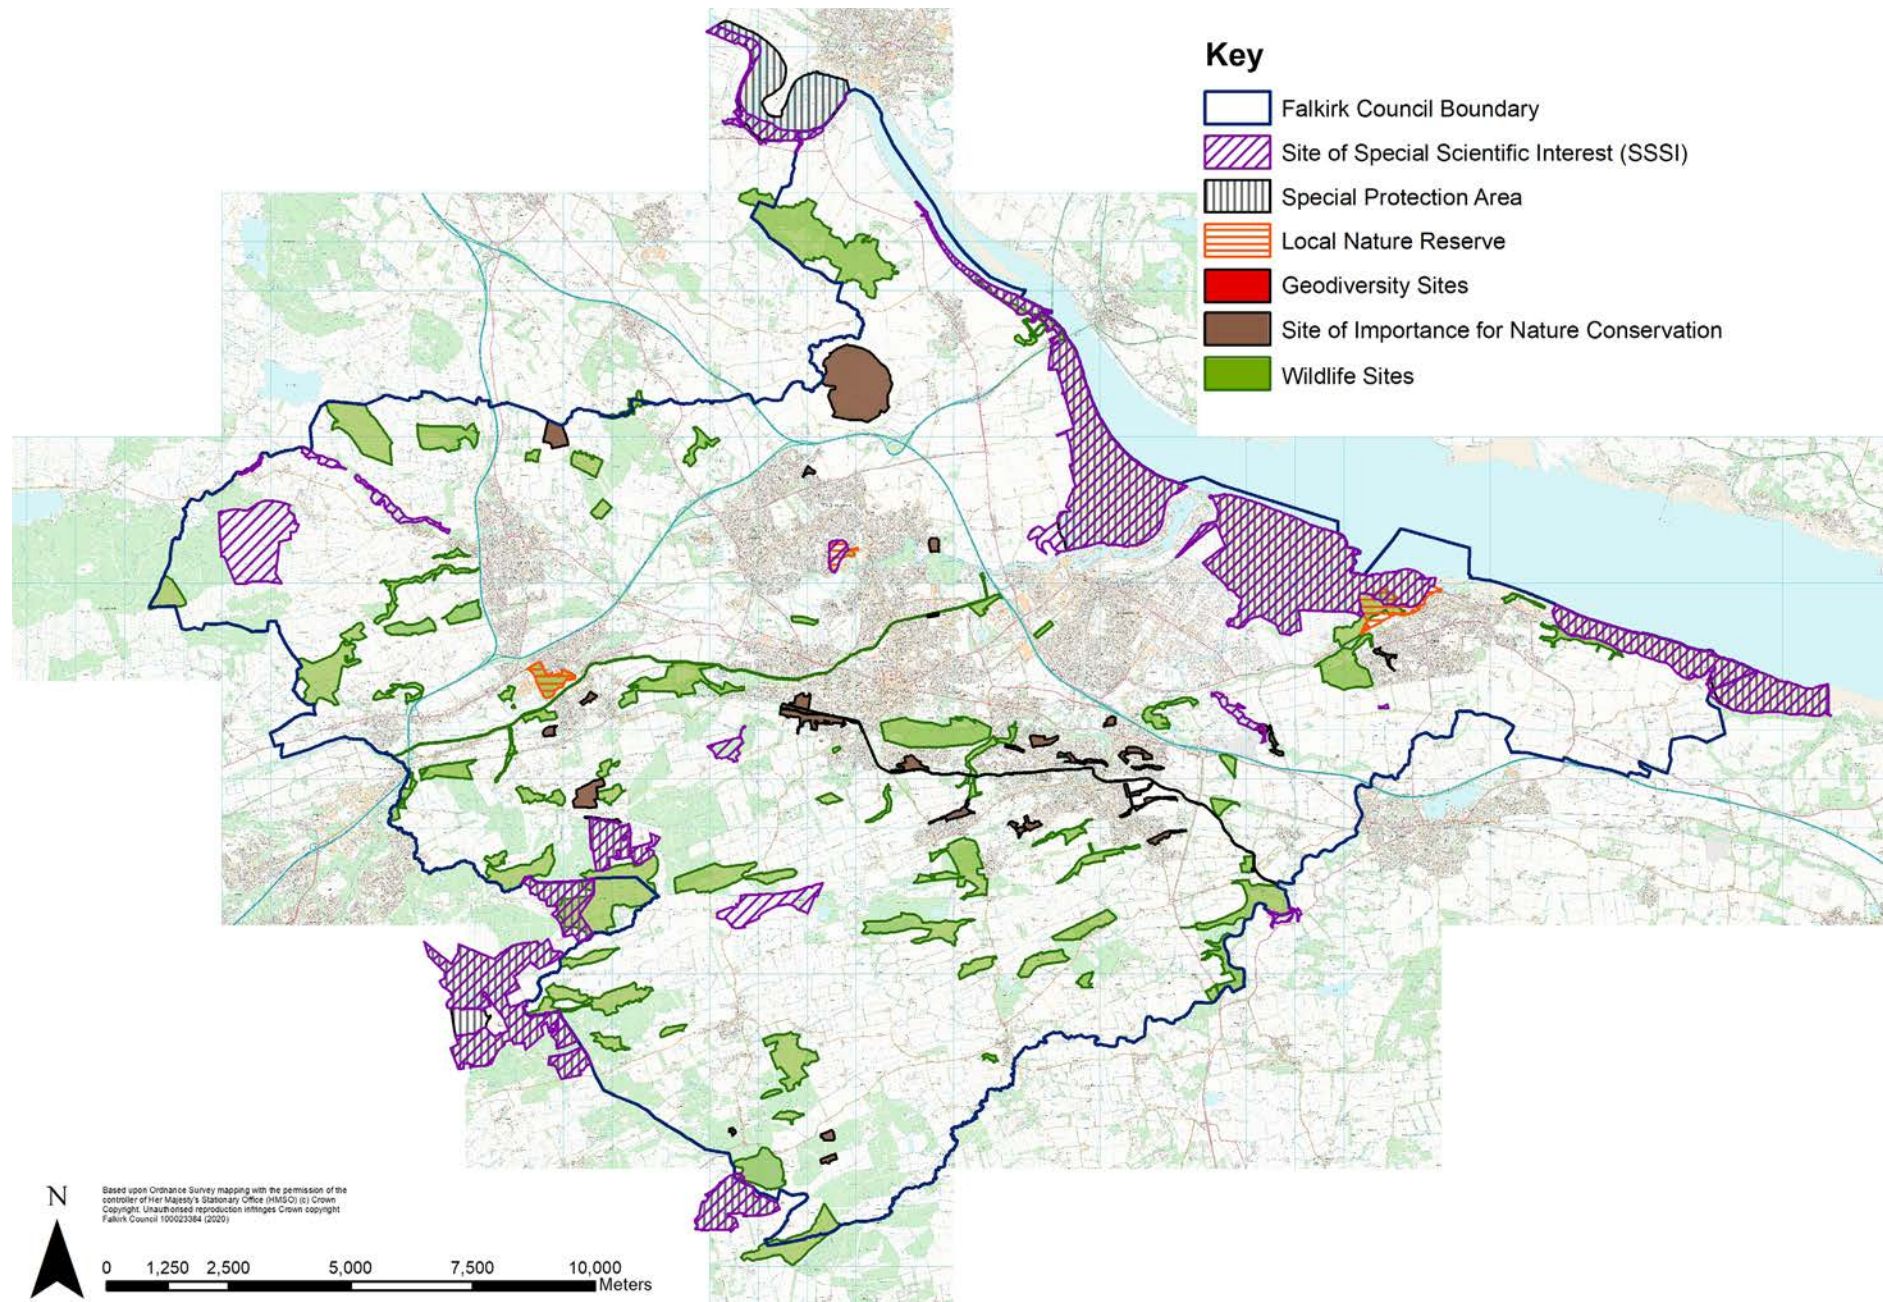 Key
Falkirk Council Boundary
Site of Special Scientific Interest (SSSI)
Special Protection Area
Local Nature Reserve
Geodiversity Sites
Site of Importance for Nature Conservation
Wildlife Sites
N
Based upon Ordnance Survey mapping with the permission of the
controller of Her Majesty's Stationary Office (HMSO) (c) Crown
Copyright. Unauthorised reproduction infringes Crown copyright
Falkirk Council 100023384 (2020)
0 1,250 2,500 5,000 7,500 10,000
Meters